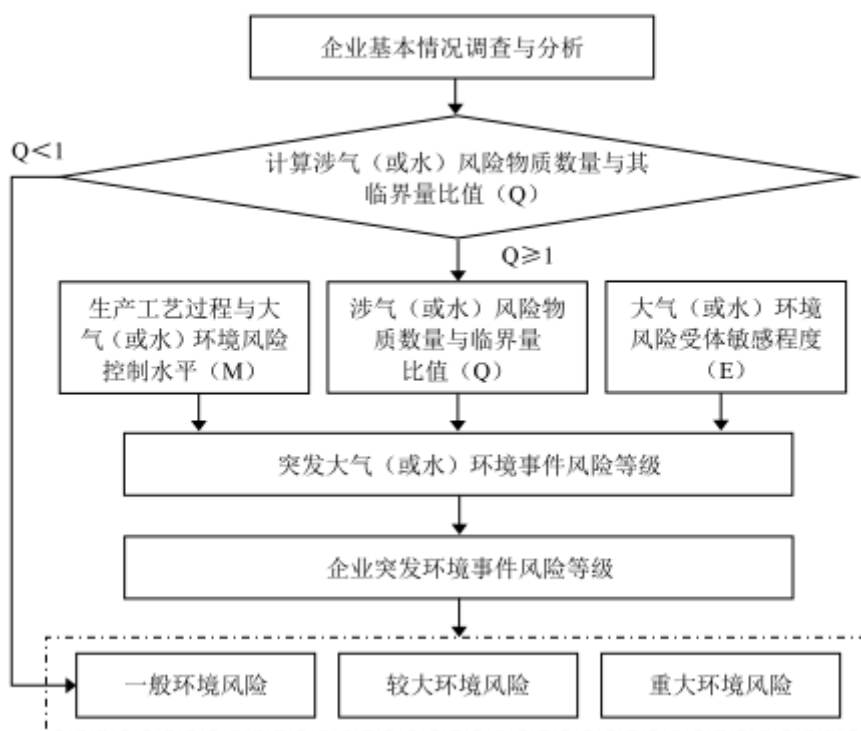 企业基本情况调查与分析
Q＜1
计算涉气（或水）风险物质数量与其
临界量比值（Q）
Q≥1
生产工艺过程与大
气（或水）环境风险
控制水平（M）
涉气（或水）风险物
质数量与临界量
比值（Q）
大气（或水）环境
风险受体敏感程度
（E）
突发大气（或水）环境事件风险等级
企业突发环境事件风险等级
一般环境风险
较大环境风险
重大环境风险